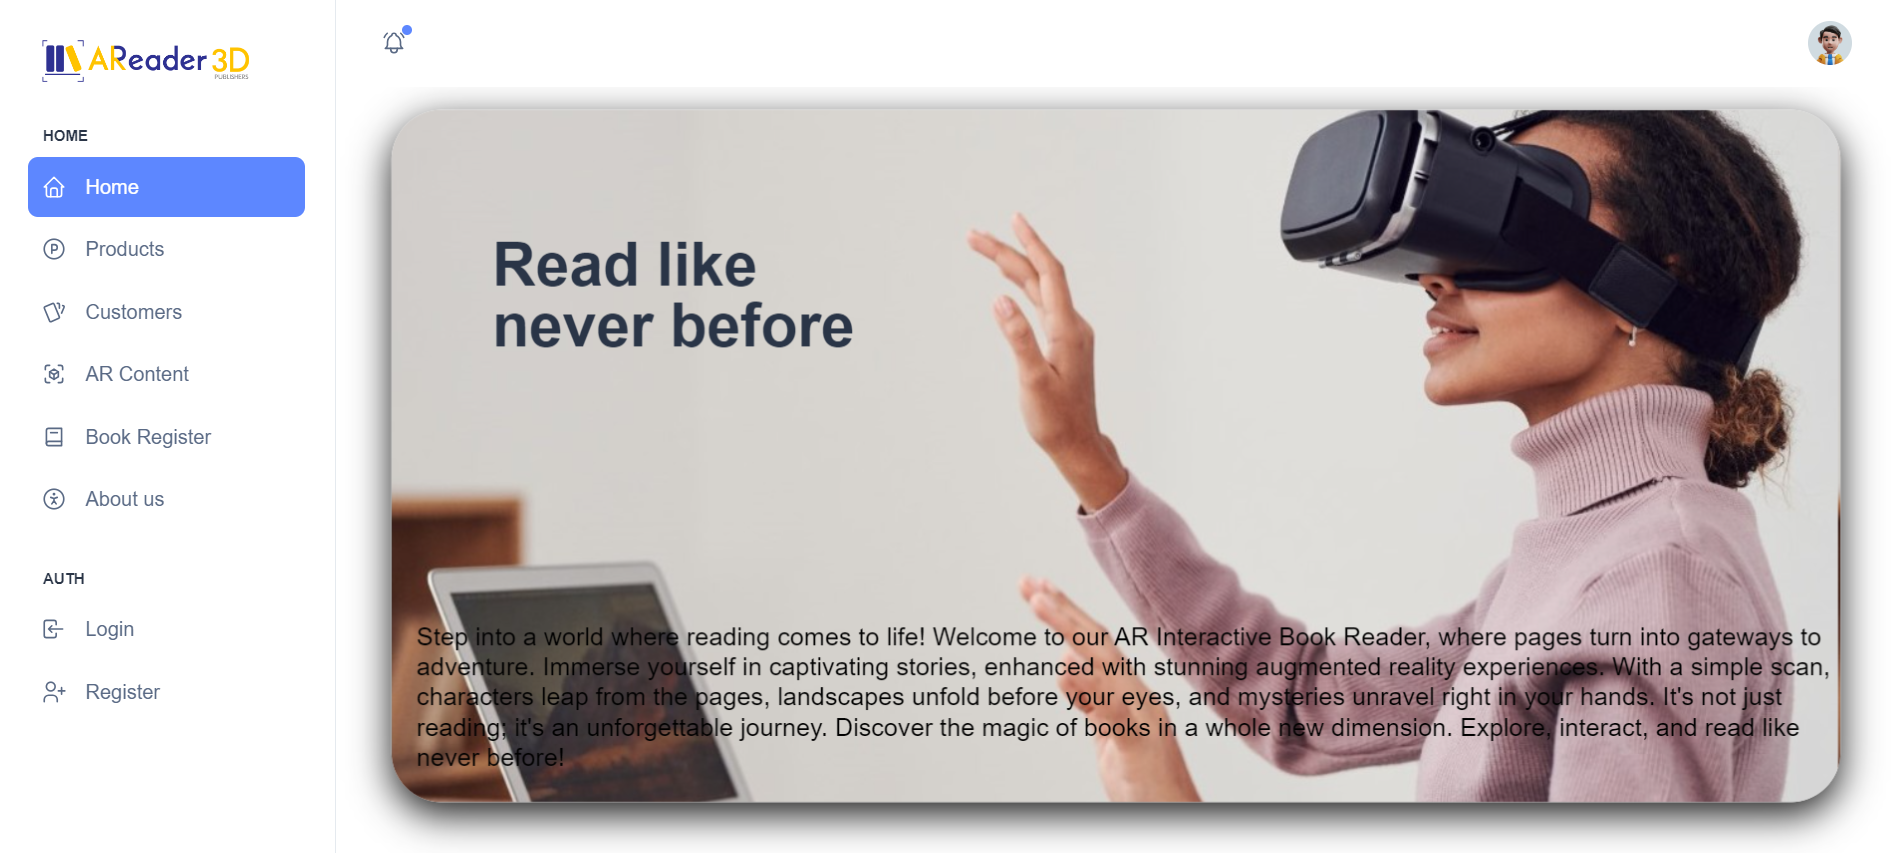 AReader 3D
PUBLISHERS
HOME
Home
Products
Customers
AR Content
Book Register
About us
AUTH
Login
Register
Read like
never before
Step into a world where reading comes to life! Welcome to our AR Interactive Book Reader, where pages turn into gateways to
adventure. Immerse yourself in captivating stories, enhanced with stunning augmented reality experiences. With a simple scan,
characters leap from the pages, landscapes unfold before your eyes, and mysteries unravel right in your hands. It's not just
reading; it's an unforgettable journey. Discover the magic of books in a whole new dimension. Explore, interact, and read like
never before!